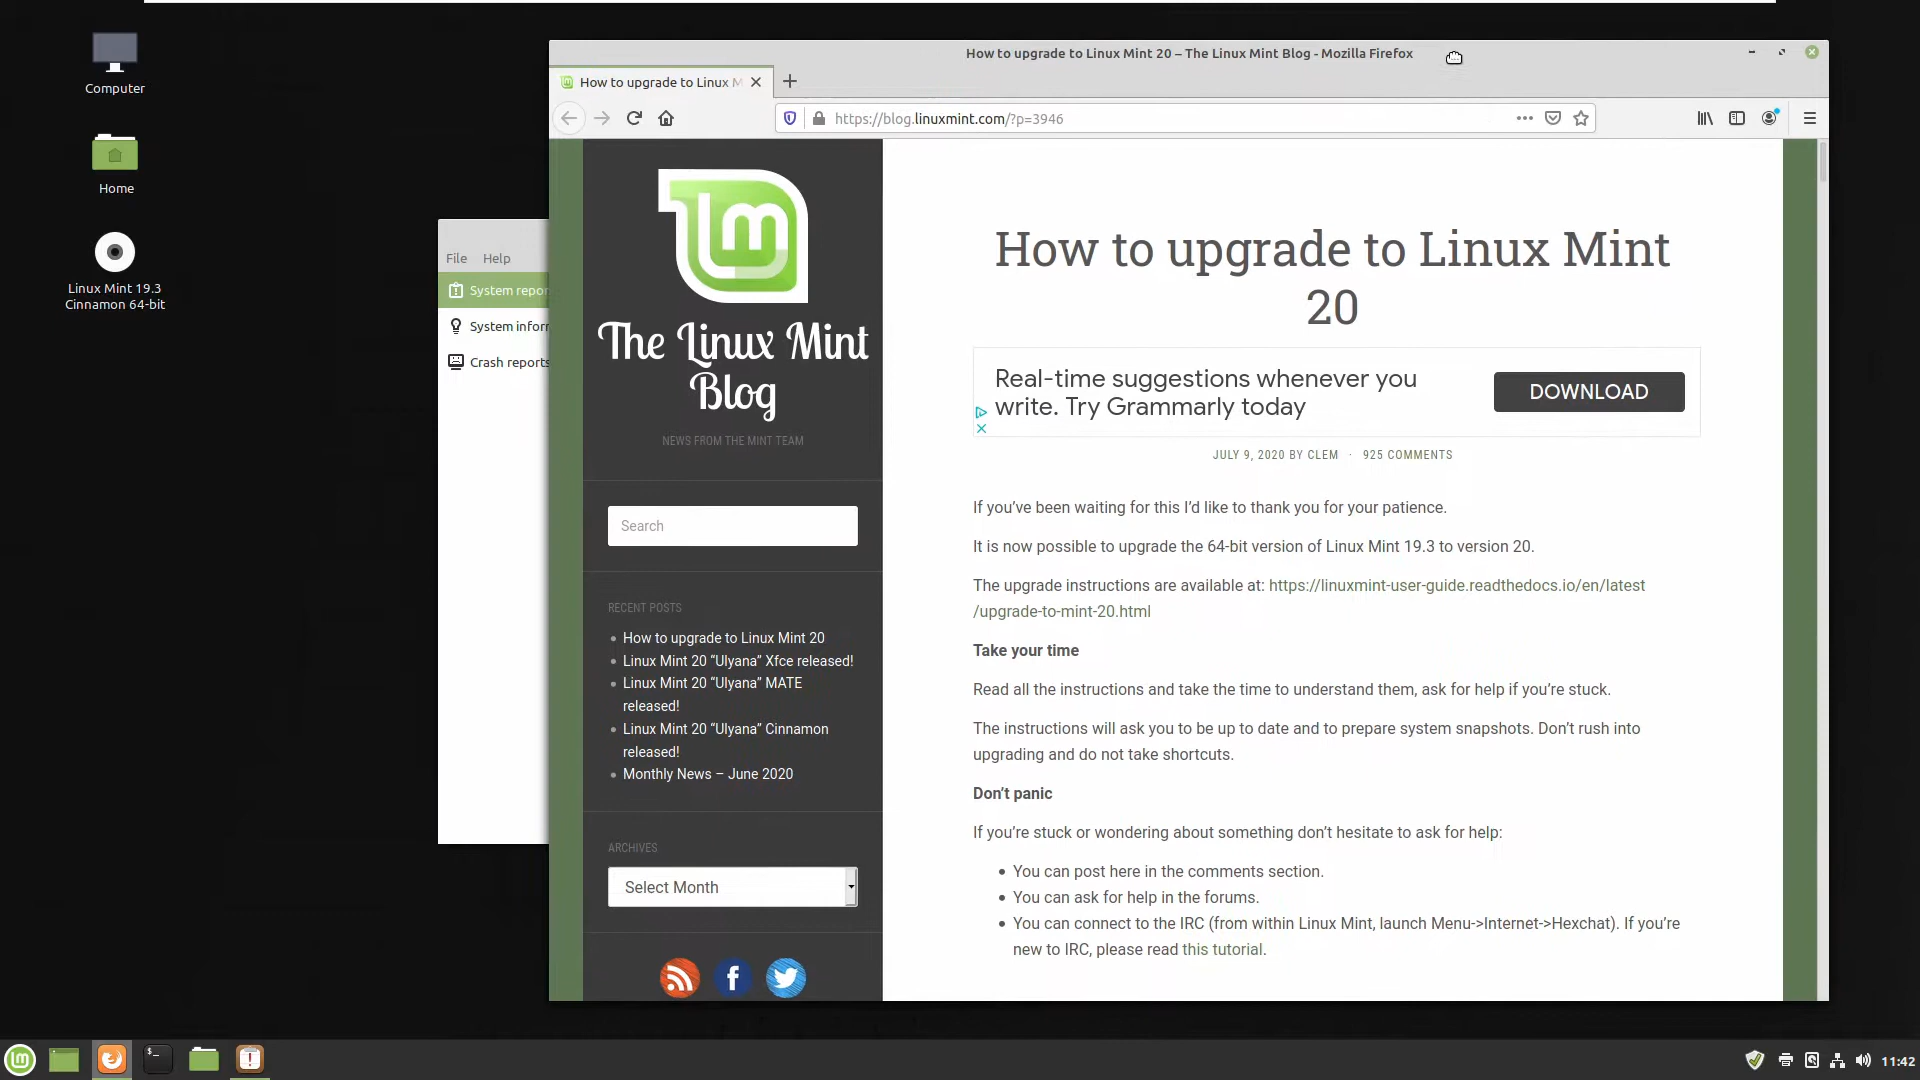 Computer
Home
Linux Mint 19.3
Cinnamon 64-bit
File Help
System repor
System inforr
Crash reports
How to upgrade to Linux Mint 20 – The Linux Mint Blog - Mozilla Firefox
How to upgrade to Linux M
https://blog.linuxmint.com/?p=3946
The Linux Mint
Blog
NEWS FROM THE MINT TEAM
Search
RECENT POSTS
How to upgrade to Linux Mint 20
Linux Mint 20 “Ulyana” Xfce released!
Linux Mint 20 “Ulyana” MATE
released!
Linux Mint 20 “Ulyana” Cinnamon
released!
Monthly News – June 2020
ARCHIVES
Select Month
How to upgrade to Linux Mint
20
Real-time suggestions whenever you
write. Try Grammarly today
DOWNLOAD
JULY 9, 2020 BY CLEM · 925 COMMENTS
If you’ve been waiting for this I’d like to thank you for your patience.
It is now possible to upgrade the 64-bit version of Linux Mint 19.3 to version 20.
The upgrade instructions are available at: https://linuxmint-user-guide.readthedocs.io/en/latest
/upgrade-to-mint-20.html
Take your time
Read all the instructions and take the time to understand them, ask for help if you’re stuck.
The instructions will ask you to be up to date and to prepare system snapshots. Don’t rush into
upgrading and do not take shortcuts.
Don’t panic
If you’re stuck or wondering about something don’t hesitate to ask for help:
• You can post here in the comments section.
• You can ask for help in the forums.
• You can connect to the IRC (from within Linux Mint, launch Menu->Internet->Hexchat). If you’re
new to IRC, please read this tutorial.
11:42